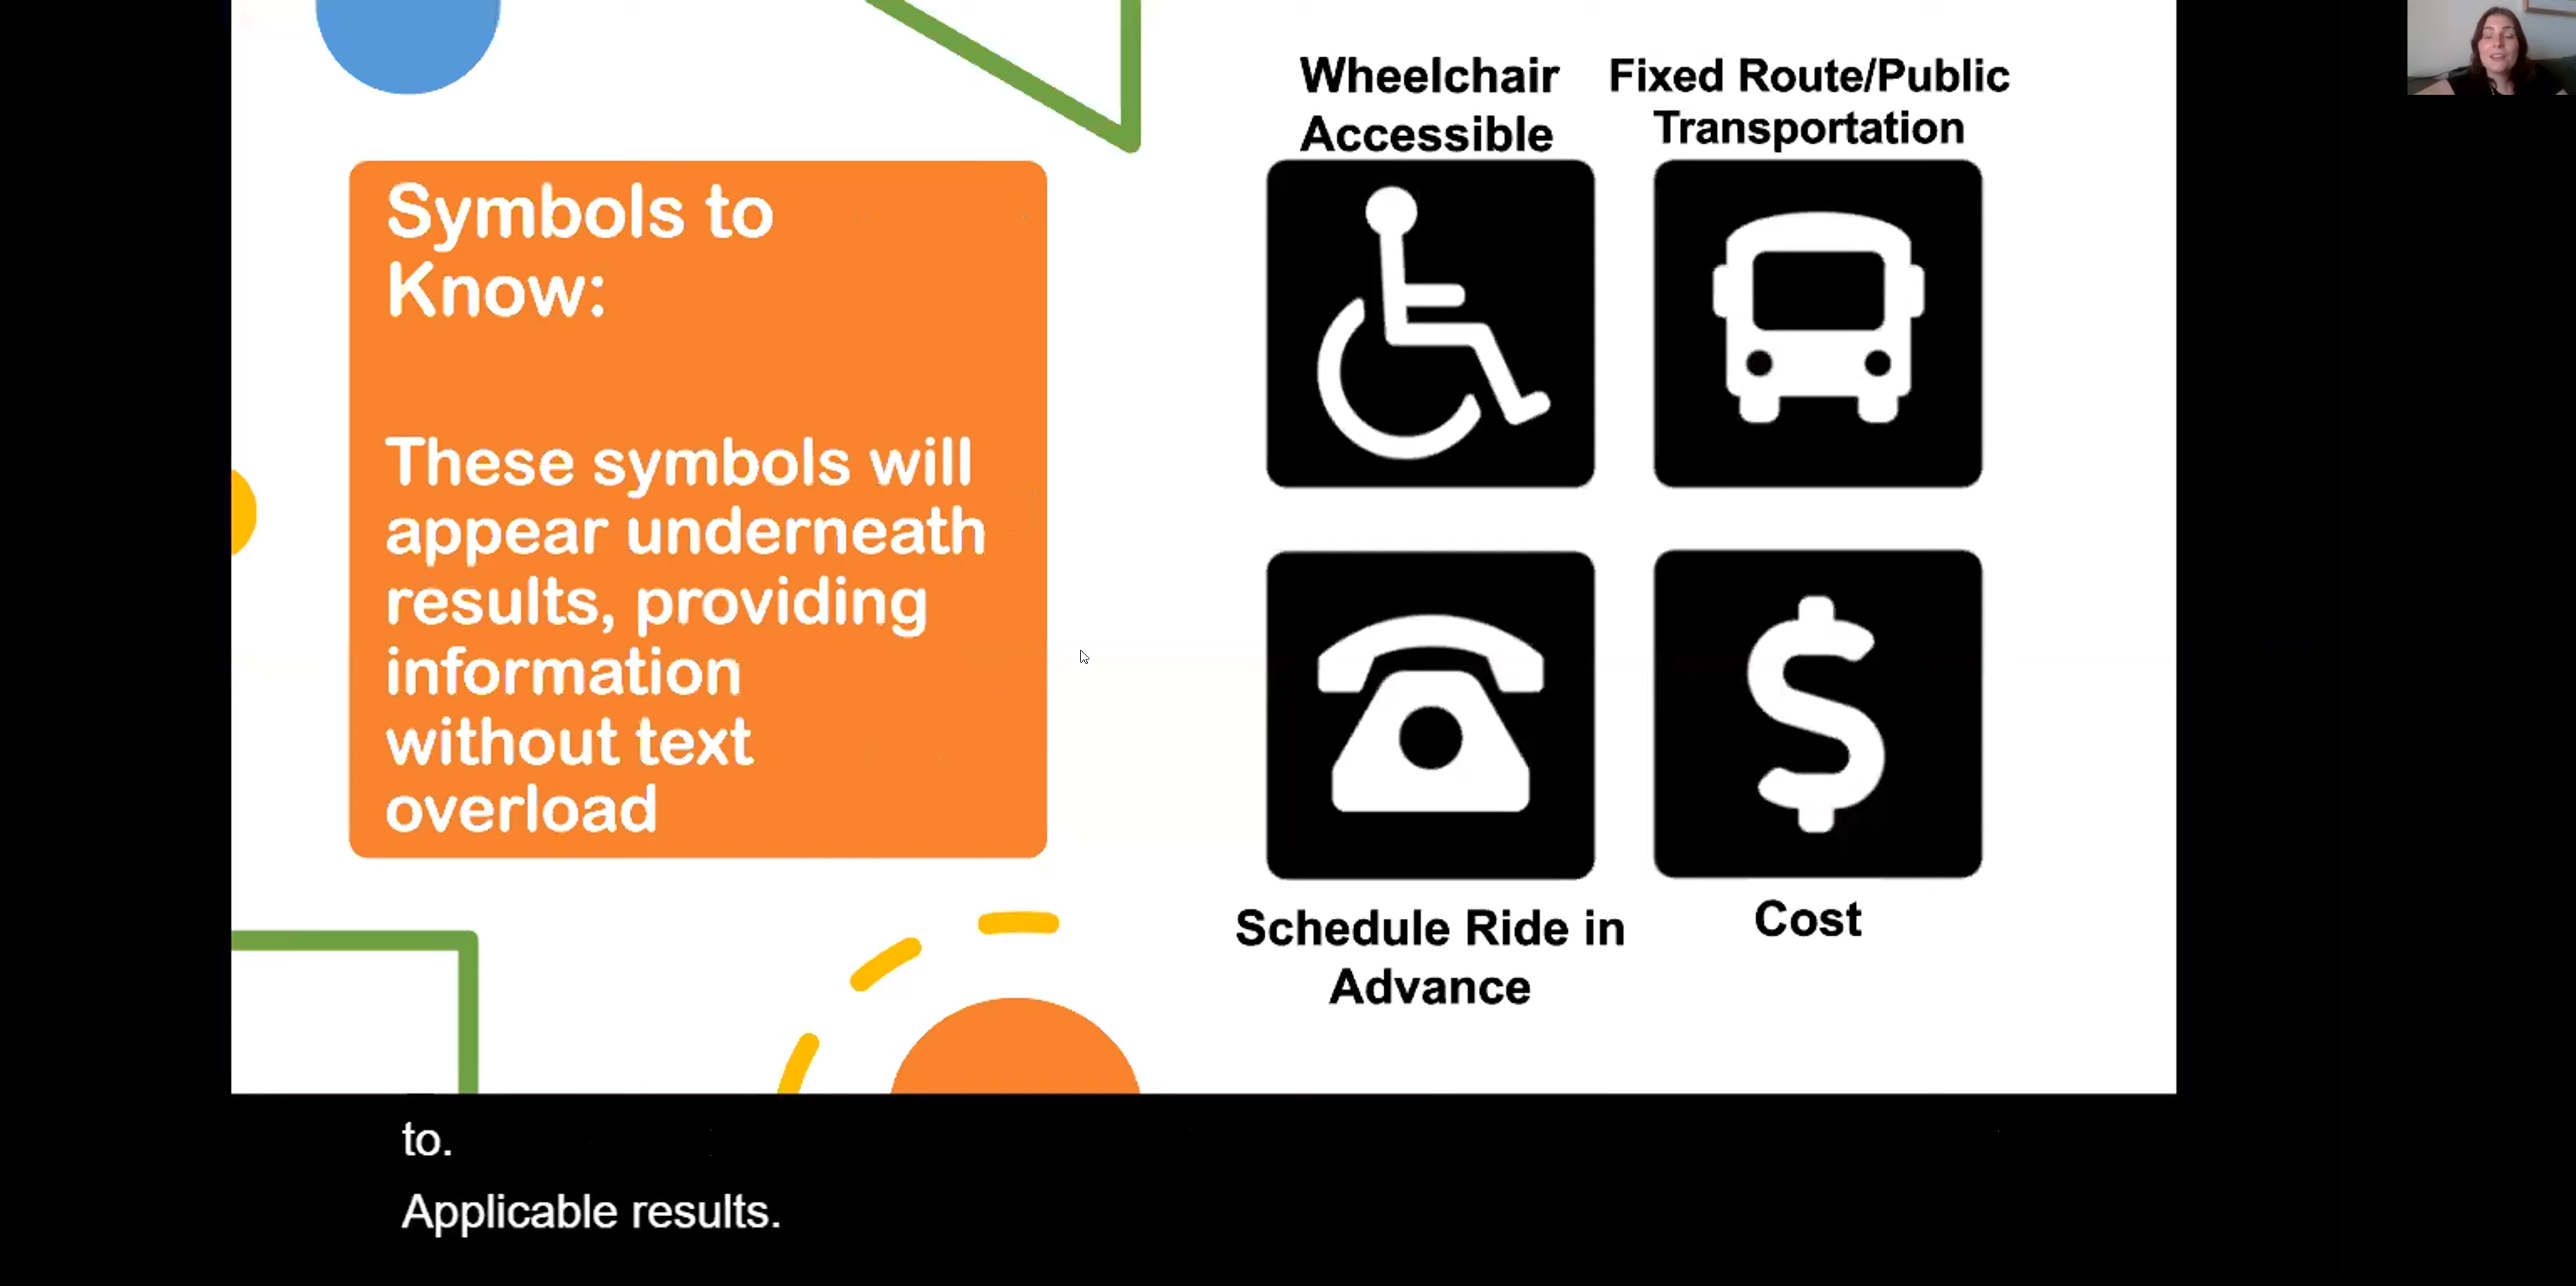 Symbols to
Know:
These symbols will
appear underneath
results, providing
information
without text
overload
Wheelchair
Accessible
Fixed Route/Public
Transportation
Schedule Ride in
Advance
Cost
to.
Applicable results.